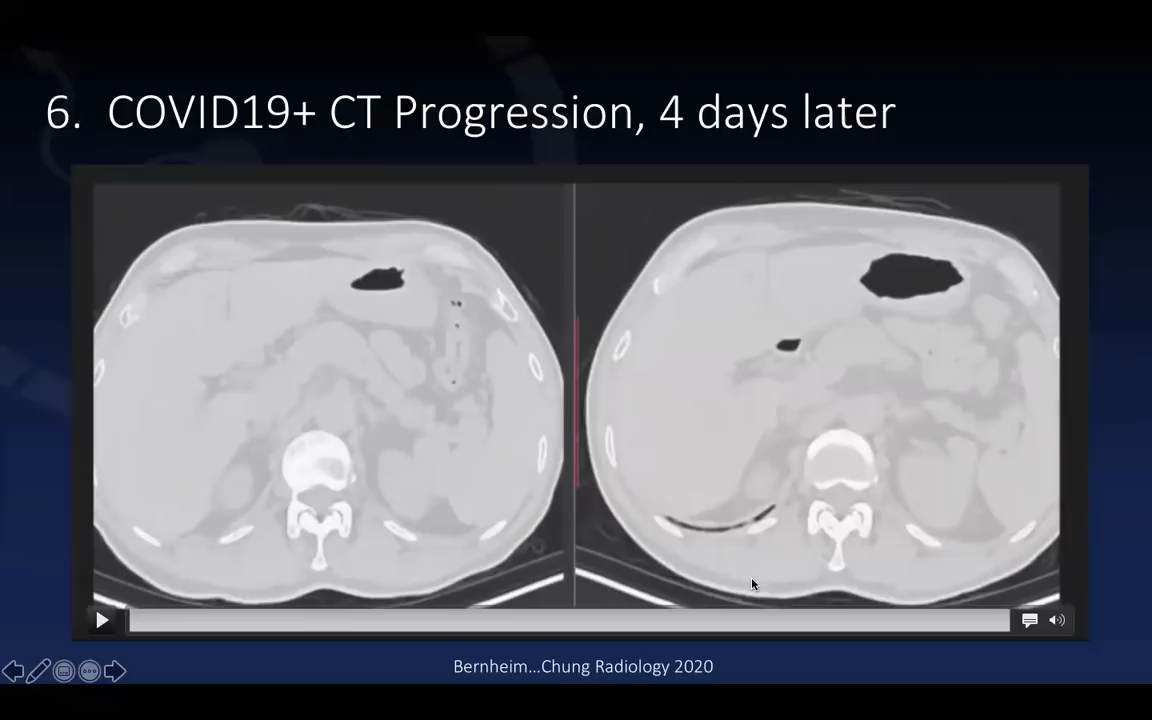 6. COVID19+ CT Progression, 4 days later
Bernheim...Chung Radiology 2020